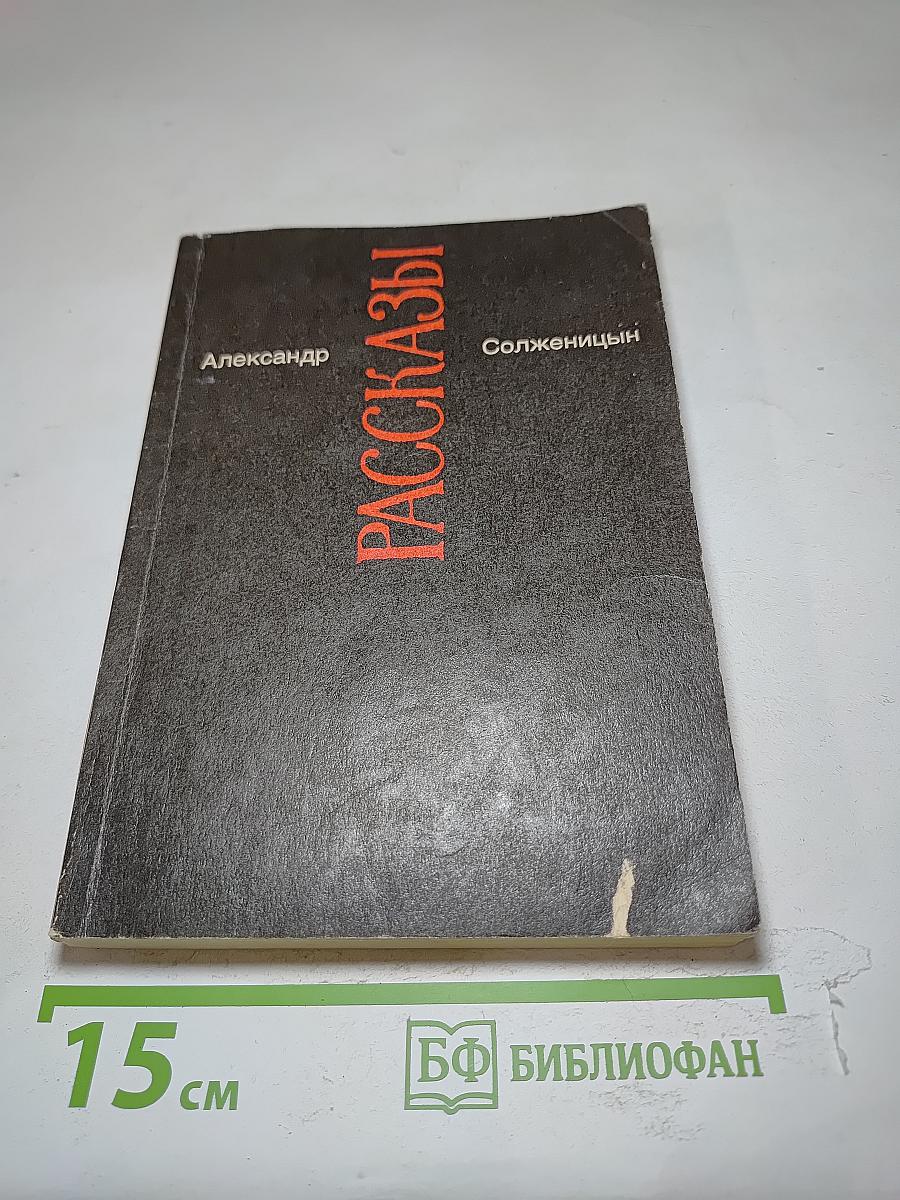 Александр
РАССКАЗЫ
Солженицын
15 см
БФ БИБЛИОФАН